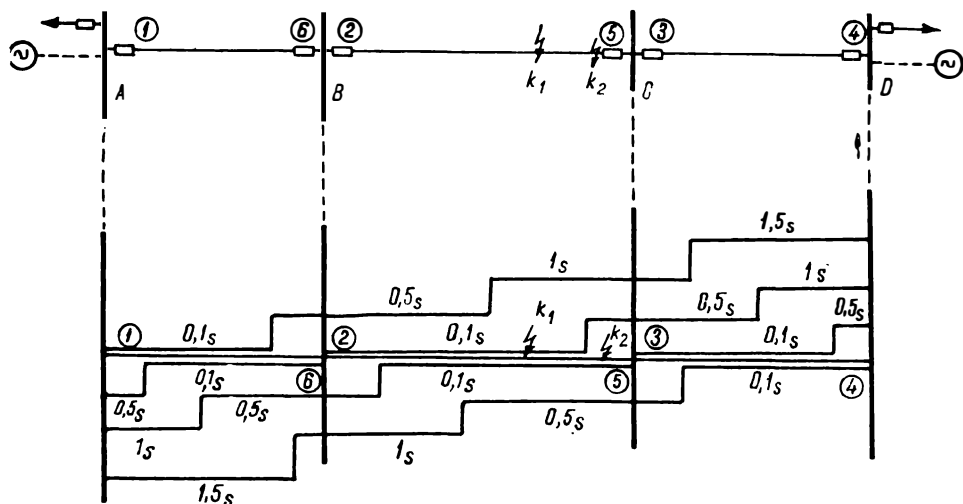 ① ⑥ ② ⑤ ③ ④
A B k₁ k₂ C D
1,5s
1s 1s
0,5s 0,5s 0,5s
① 0,1s ② 0,1s k₁ k₂ ③ 0,1s
0,1s ⑥ 0,1s ⑤ 0,1s ④
0,5s 0,5s 0,5s
1s 1s
1,5s